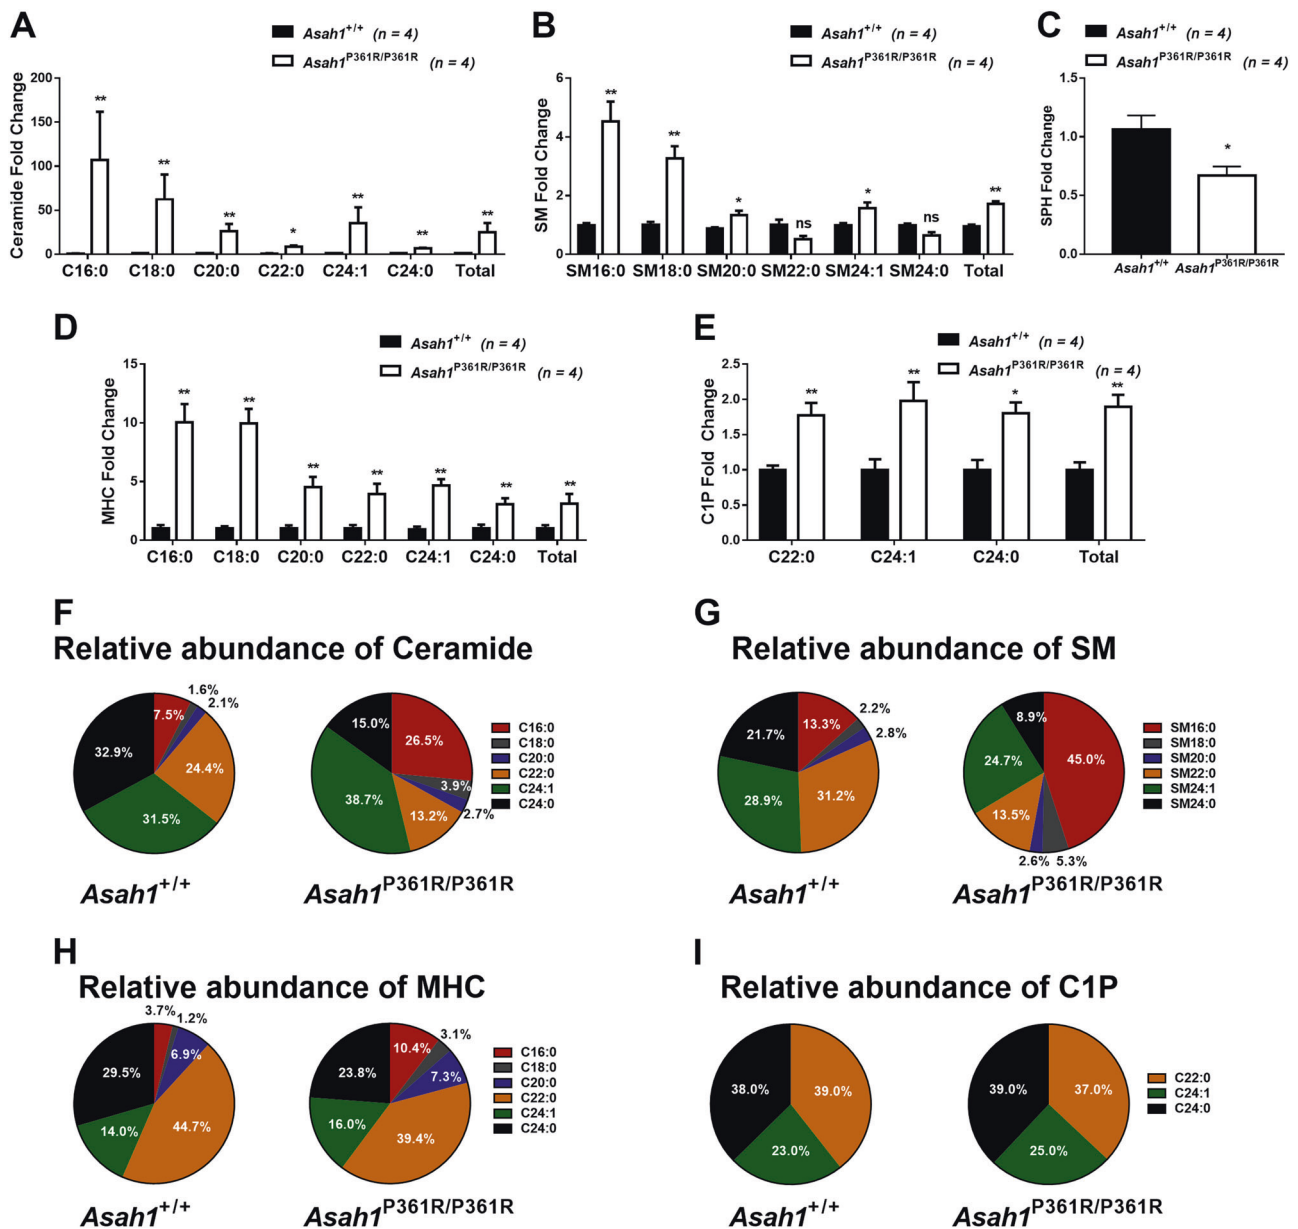 A
Asah1+/+ (n = 4)
Asah1P361R/P361R (n = 4)
Ceramide Fold Change
200
150
100
50
0
** ** ** * ** ** **
C16:0 C18:0 C20:0 C22:0 C24:1 C24:0 Total
B
Asah1+/+ (n = 4)
Asah1P361R/P361R (n = 4)
SM Fold Change
6
4
2
0
** ** * ns * ns **
SM16:0 SM18:0 SM20:0 SM22:0 SM24:1 SM24:0 Total
C
Asah1+/+ (n = 4)
Asah1P361R/P361R (n = 4)
SPH Fold Change
1.5
1.0
0.5
0.0
*
Asah1+/+ Asah1P361R/P361R
D
Asah1+/+ (n = 4)
Asah1P361R/P361R (n = 4)
MHC Fold Change
15
10
5
0
** ** ** ** ** ** **
C16:0 C18:0 C20:0 C22:0 C24:1 C24:0 Total
E
Asah1+/+ (n = 4)
Asah1P361R/P361R (n = 4)
C1P Fold Change
2.5
2.0
1.5
1.0
0.5
0.0
** ** * **
C22:0 C24:1 C24:0 Total
F
Relative abundance of Ceramide
1.6%
2.1%
7.5%
32.9%
24.4%
31.5%
Asah1+/+
15.0%
26.5%
3.9%
2.7%
38.7%
13.2%
Asah1P361R/P361R
C16:0
C18:0
C20:0
C22:0
C24:1
C24:0
G
Relative abundance of SM
2.2%
2.8%
13.3%
21.7%
31.2%
28.9%
Asah1+/+
8.9%
45.0%
24.7%
13.5%
2.6% 5.3%
Asah1P361R/P361R
SM16:0
SM18:0
SM20:0
SM22:0
SM24:1
SM24:0
H
Relative abundance of MHC
3.7%
1.2%
6.9%
29.5%
44.7%
14.0%
Asah1+/+
3.1%
10.4%
7.3%
23.8%
16.0%
39.4%
Asah1P361R/P361R
C16:0
C18:0
C20:0
C22:0
C24:1
C24:0
I
Relative abundance of C1P
38.0%
39.0%
23.0%
Asah1+/+
39.0%
37.0%
25.0%
Asah1P361R/P361R
C22:0
C24:1
C24:0